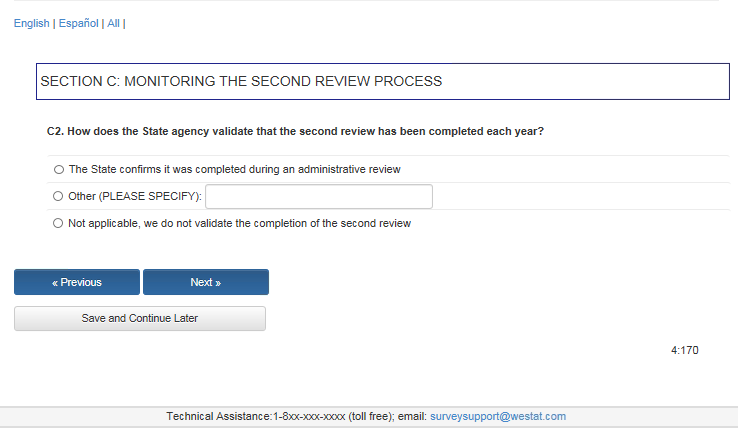 English | Español | All |
SECTION C: MONITORING THE SECOND REVIEW PROCESS
C2. How does the State agency validate that the second review has been completed each year?
The State confirms it was completed during an administrative review
Other (PLEASE SPECIFY):
Not applicable, we do not validate the completion of the second review
« Previous
Next »
Save and Continue Later
4:170
Technical Assistance:1-8xx-xxx-xxxx (toll free); email: surveysupport@westat.com